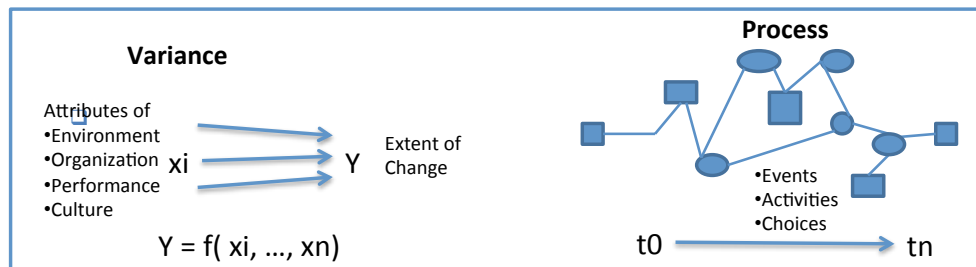 Variance
Attributes of
•Environment
•Organization
•Performance
•Culture
xi
Y
Extent of
Change
Y = f( xi, ..., xn)
Process
•Events
•Activities
•Choices
t0
tn